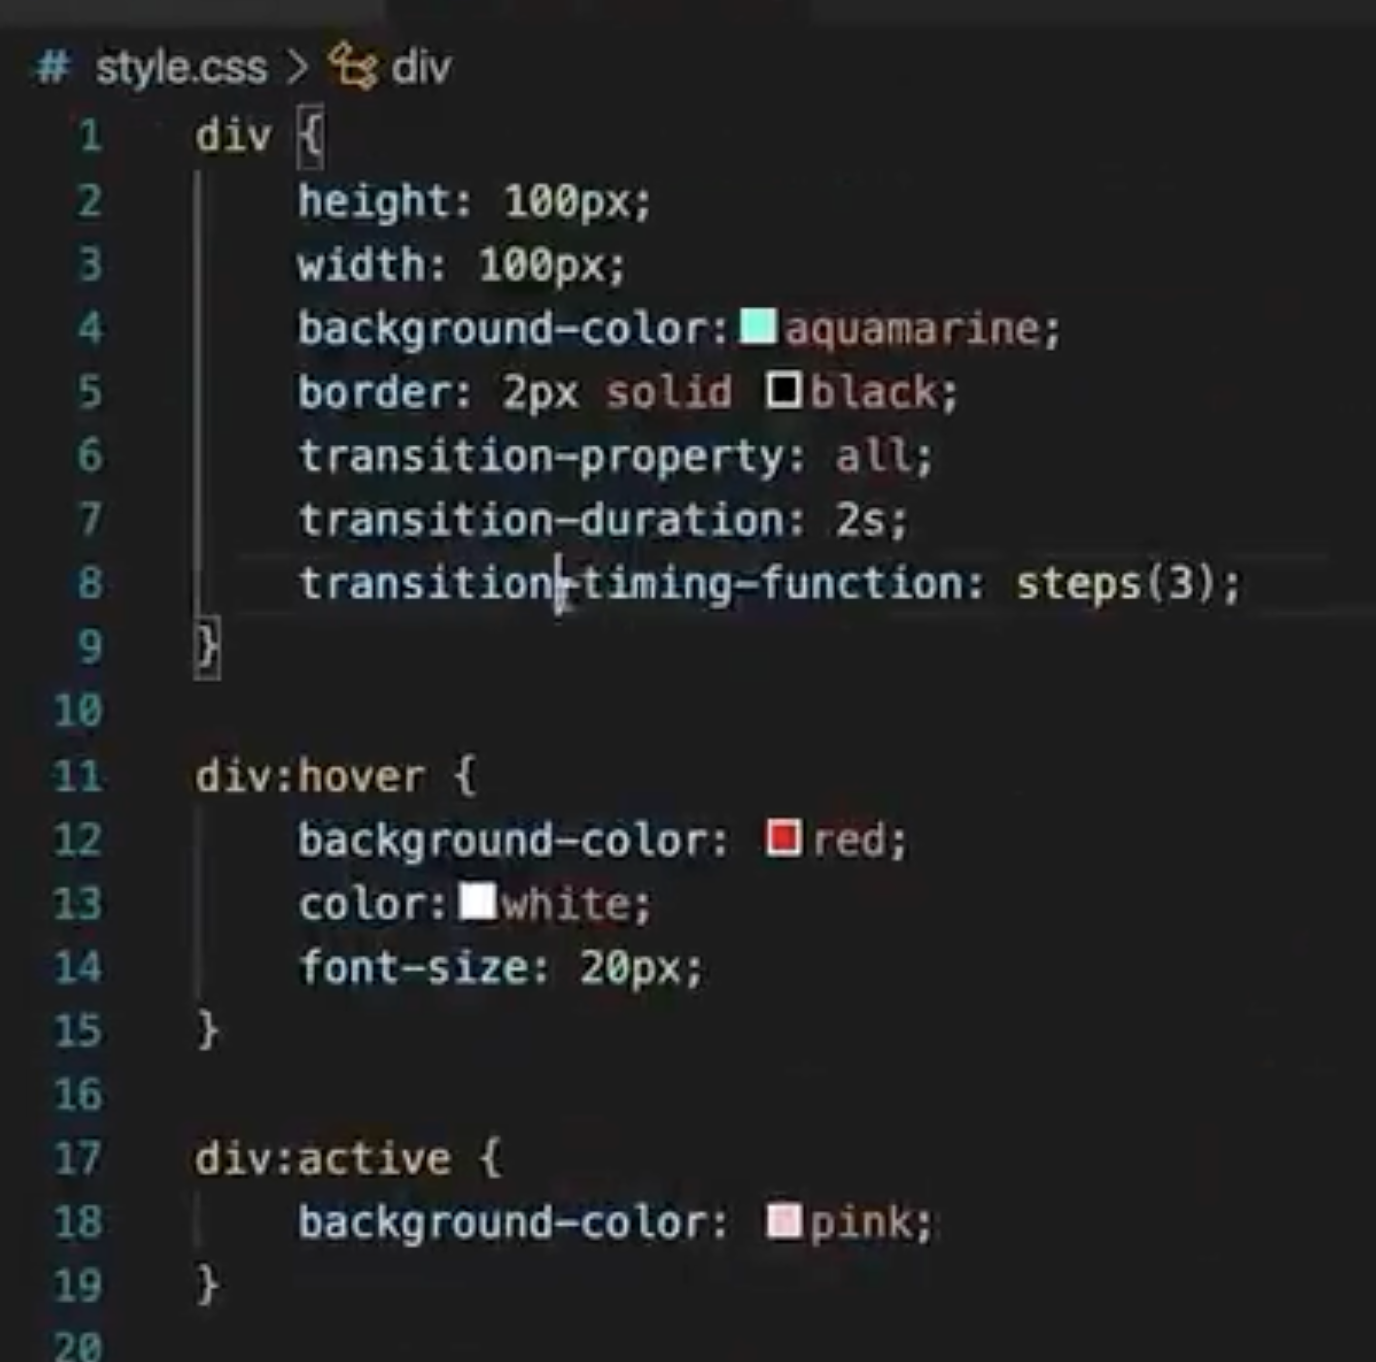 # style.css > div
1 div {
2 height: 100px;
3 width: 100px;
4 background-color: aquamarine;
5 border: 2px solid black;
6 transition-property: all;
7 transition-duration: 2s;
8 transition-timing-function: steps(3);
9 }
10
11 div:hover {
12 background-color: red;
13 color: white;
14 font-size: 20px;
15 }
16
17 div:active {
18 background-color: pink;
19 }
20